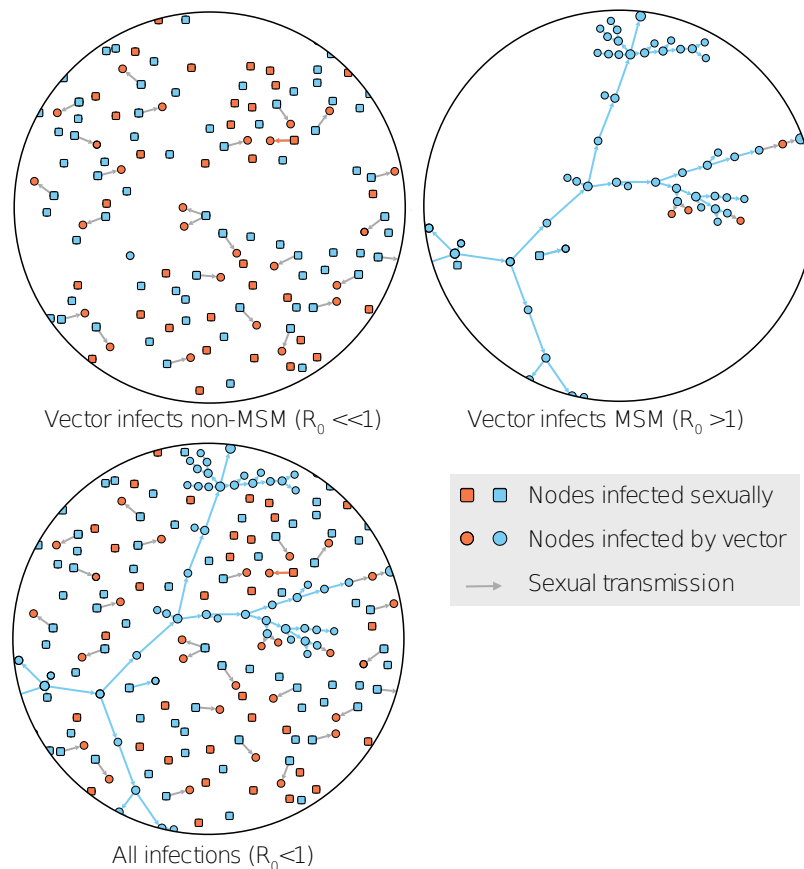 Vector infects non-MSM (R0 <<1)
Vector infects MSM (R0 >1)
Nodes infected sexually
Nodes infected by vector
Sexual transmission
All infections (R0<1)